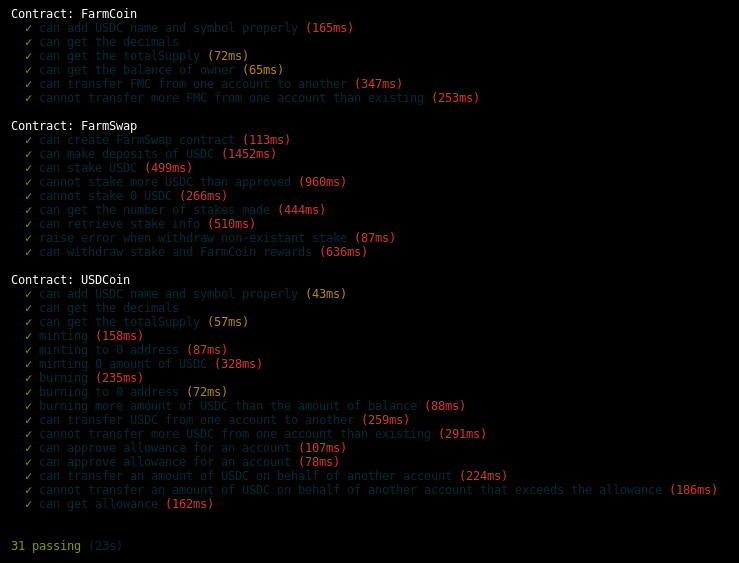 Contract: FarmCoin
✓ can add USDC name and symbol properly (165ms)
✓ can get the decimals
✓ can get the totalSupply (72ms)
✓ can get the balance of owner (65ms)
✓ can transfer FMC from one account to another (347ms)
✓ cannot transfer more FMC from one account than existing (253ms)
Contract: FarmSwap
✓ can create FarmSwap contract (113ms)
✓ can make deposits of USDC (1452ms)
✓ can stake USDC (499ms)
✓ cannot stake more USDC than approved (960ms)
✓ cannot stake 0 USDC (266ms)
✓ can get the number of stakes made (444ms)
✓ can retrieve stake info (510ms)
✓ raise error when withdraw non-existant stake (87ms)
✓ can withdraw stake and FarmCoin rewards (636ms)
Contract: USDCoin
✓ can add USDC name and symbol properly (43ms)
✓ can get the decimals
✓ can get the totalSupply (57ms)
✓ minting (158ms)
✓ minting to 0 address (87ms)
✓ minting 0 amount of USDC (328ms)
✓ burning (235ms)
✓ burning to 0 address (72ms)
✓ burning more amount of USDC than the amount of balance (88ms)
✓ can transfer USDC from one account to another (259ms)
✓ cannot transfer more USDC from one account than existing (291ms)
✓ can approve allowance for an account (107ms)
✓ can approve allowance for an account (78ms)
✓ can transfer an amount of USDC on behalf of another account (224ms)
✓ cannot transfer an amount of USDC on behalf of another account that exceeds the allowance (186ms)
✓ can get allowance (162ms)
31 passing (23s)